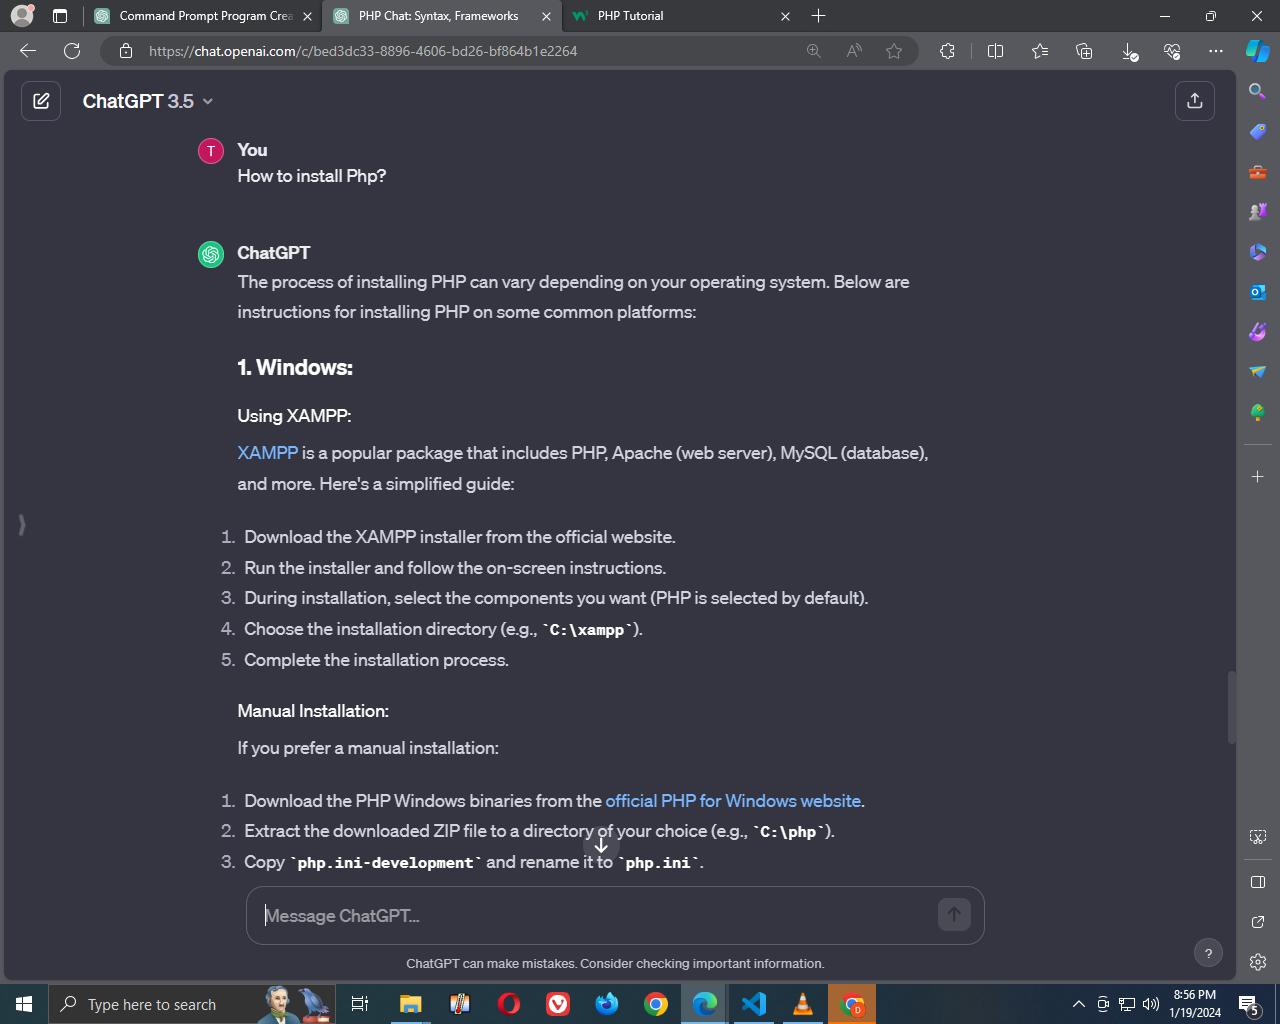 Command Prompt Program Crea
PHP Chat: Syntax, Frameworks
PHP Tutorial
https://chat.openai.com/c/bed3dc33-8896-4606-bd26-bf864b1e2264
ChatGPT 3.5
T
You
How to install Php?
ChatGPT
The process of installing PHP can vary depending on your operating system. Below are
instructions for installing PHP on some common platforms:
1. Windows:
Using XAMPP:
XAMPP is a popular package that includes PHP, Apache (web server), MySQL (database),
and more. Here's a simplified guide:
1. Download the XAMPP installer from the official website.
2. Run the installer and follow the on-screen instructions.
3. During installation, select the components you want (PHP is selected by default).
4. Choose the installation directory (e.g., `C:\xampp`).
5. Complete the installation process.
Manual Installation:
If you prefer a manual installation:
1. Download the PHP Windows binaries from the official PHP for Windows website.
2. Extract the downloaded ZIP file to a directory of your choice (e.g., `C:\php`).
3. Copy `php.ini-development` and rename it to `php.ini`.
Message ChatGPT...
ChatGPT can make mistakes. Consider checking important information.
?
Type here to search
D
8:56 PM
1/19/2024
5